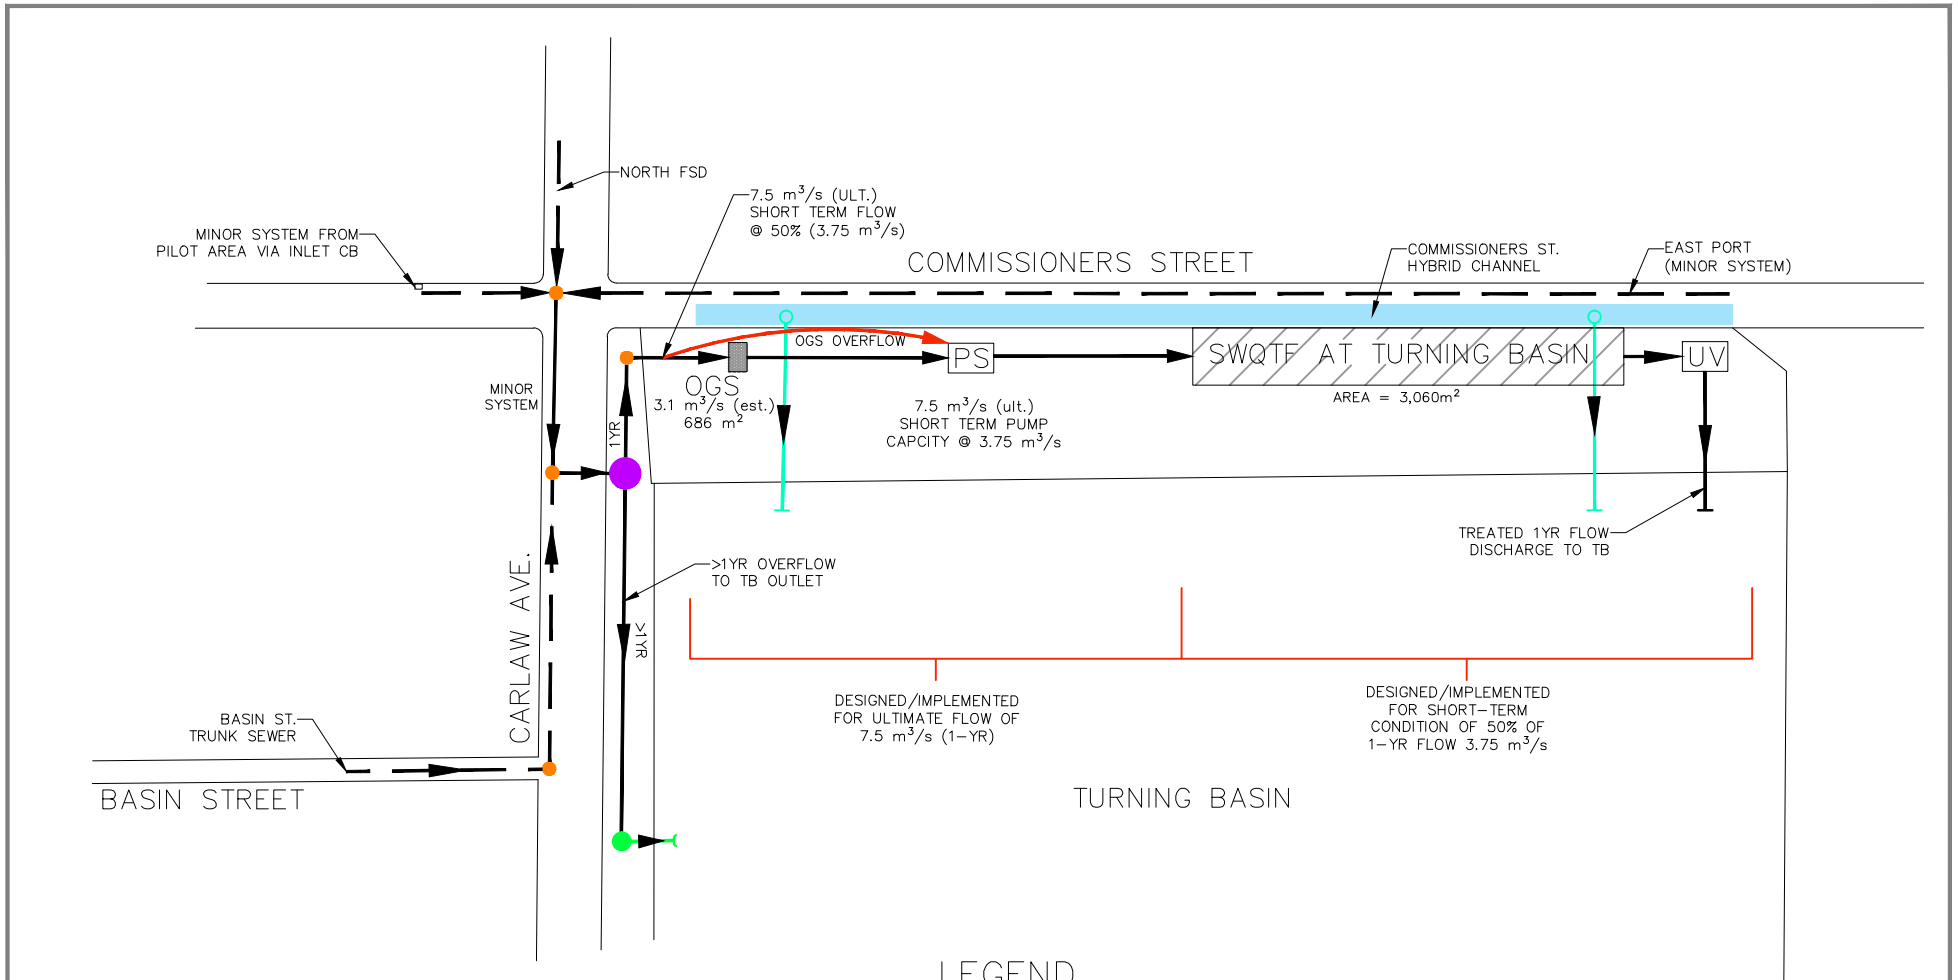 NORTH FSD
7.5 m³/s (ULT.)
SHORT TERM FLOW
@ 50% (3.75 m³/s)
MINOR SYSTEM FROM
PILOT AREA VIA INLET CB
COMMISSIONERS STREET
COMMISSIONERS ST.
HYBRID CHANNEL
EAST PORT
(MINOR SYSTEM)
OGS OVERFLOW
PS
SWQTF AT TURNING BASIN
UV
OGS
3.1 m³/s (est.)
686 m²
MINOR
SYSTEM
1YR
7.5 m³/s (ult.)
SHORT TERM PUMP
CAPCITY @ 3.75 m³/s
AREA = 3,060m²
TREATED 1YR FLOW
DISCHARGE TO TB
>1YR OVERFLOW
TO TB OUTLET
>1YR
CARLAW AVE.
DESIGNED/IMPLEMENTED
FOR ULTIMATE FLOW OF
7.5 m³/s (1-YR)
DESIGNED/IMPLEMENTED
FOR SHORT-TERM
CONDITION OF 50% OF
1-YR FLOW 3.75 m³/s
BASIN ST.
TRUNK SEWER
BASIN STREET
TURNING BASIN
LEGEND